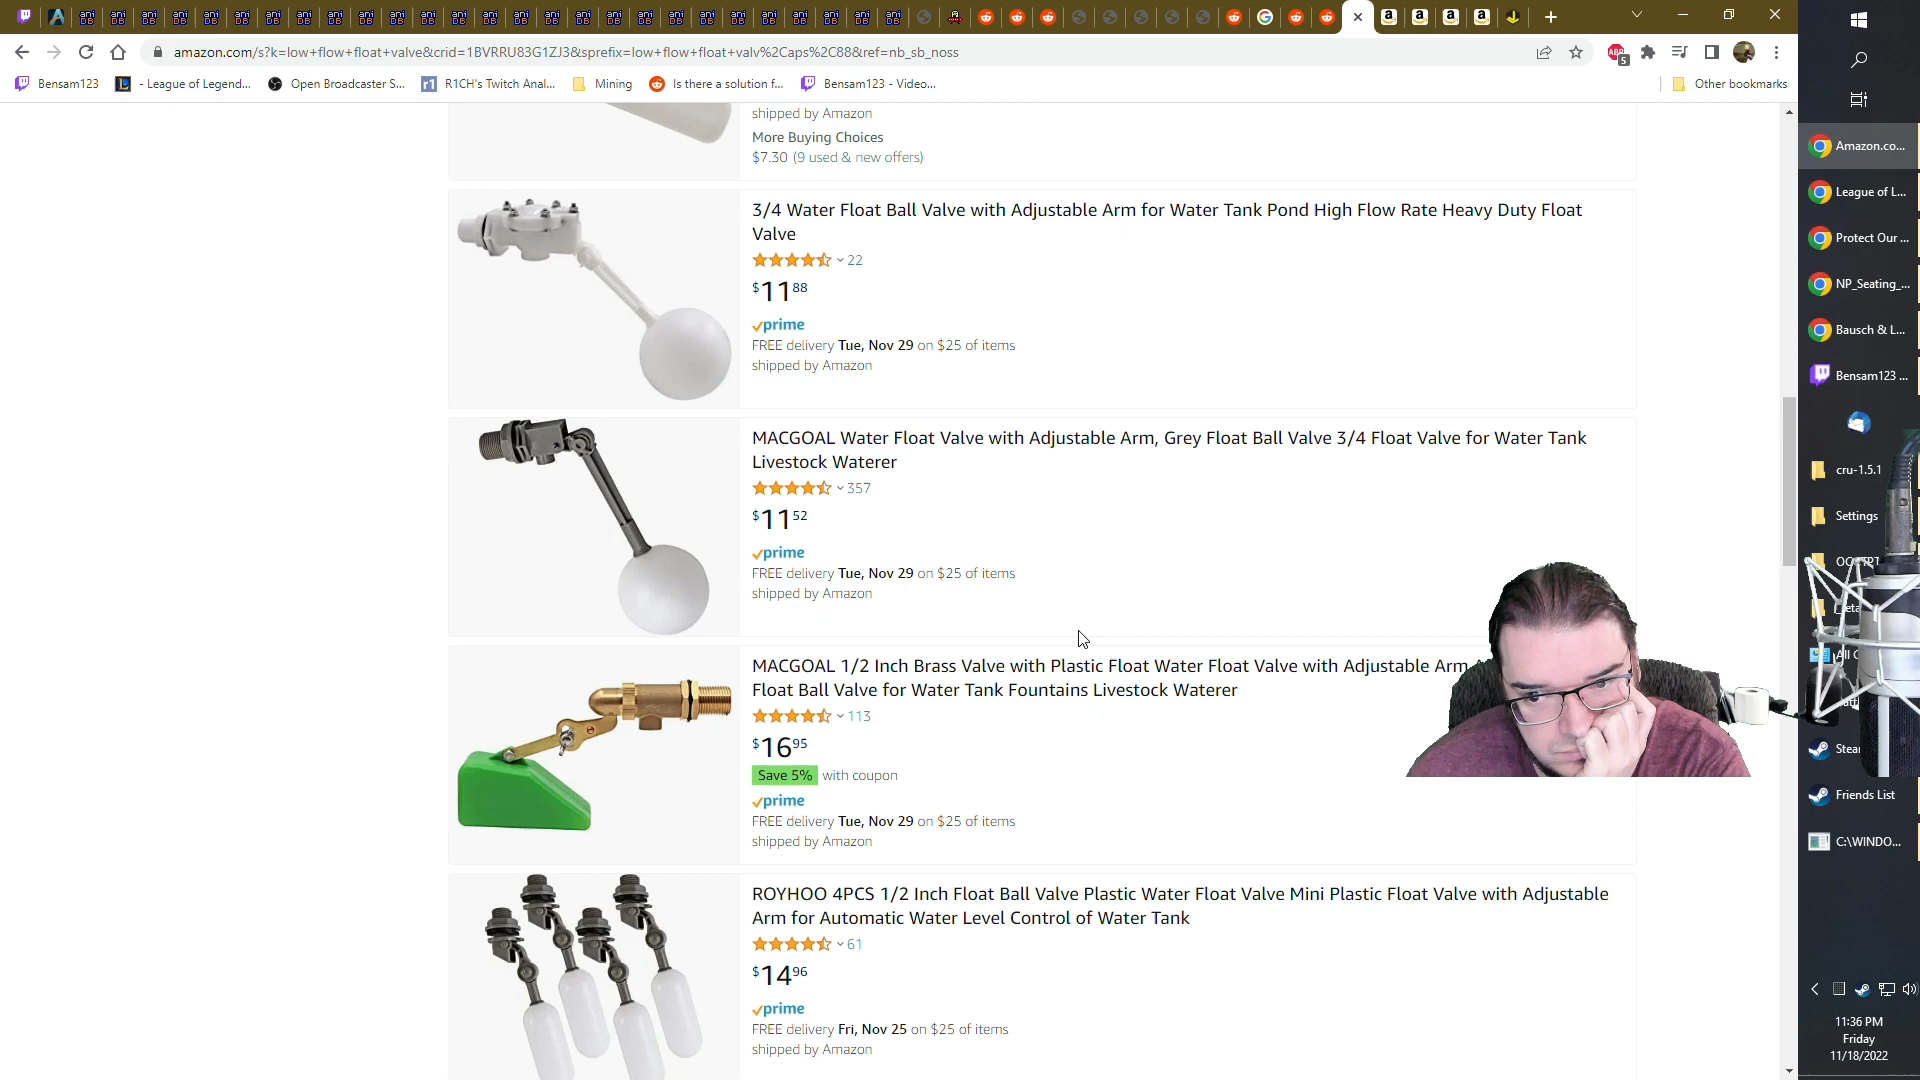 amazon.com/s?k=low+flow+float+valve&crid=1BVRRU83G1ZJ3&sprefix=low+flow+float+valv%2Caps%2C88&ref=nb_sb_noss
Bensam123
- League of Legend...
Open Broadcaster S...
R1CH's Twitch Anal...
Mining
Is there a solution f...
Bensam123 - Video...
Other bookmarks
shipped by Amazon
More Buying Choices
$7.30 (9 used & new offers)
3/4 Water Float Ball Valve with Adjustable Arm for Water Tank Pond High Flow Rate Heavy Duty Float
Valve
22
$11 88
prime
FREE delivery Tue, Nov 29 on $25 of items
shipped by Amazon
MACGOAL Water Float Valve with Adjustable Arm, Grey Float Ball Valve 3/4 Float Valve for Water Tank
Livestock Waterer
357
$11 52
prime
FREE delivery Tue, Nov 29 on $25 of items
shipped by Amazon
MACGOAL 1/2 Inch Brass Valve with Plastic Float Water Float Valve with Adjustable Arm
Float Ball Valve for Water Tank Fountains Livestock Waterer
113
$16 95
Save 5% with coupon
prime
FREE delivery Tue, Nov 29 on $25 of items
shipped by Amazon
ROYHOO 4PCS 1/2 Inch Float Ball Valve Plastic Water Float Valve Mini Plastic Float Valve with Adjustable
Arm for Automatic Water Level Control of Water Tank
61
$14 96
prime
FREE delivery Fri, Nov 25 on $25 of items
shipped by Amazon
Amazon.co...
League of L...
Protect Our ...
NP_Seating_...
Bausch & L...
Bensam123 ...
cru-1.5.1
Settings
Friends List
C:\WINDO...
11:36 PM
Friday
11/18/2022